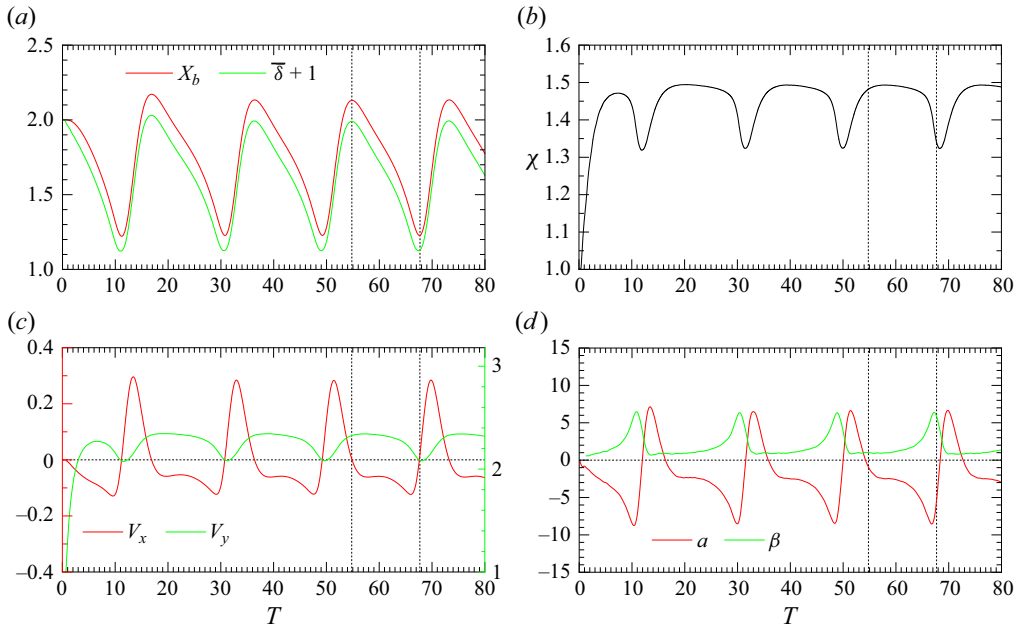 (a)
2.5
2.0
1.5
1.0
X_b
δ̅ + 1
0 10 20 30 40 50 60 70 80
(b)
1.6
1.5
1.4
χ
1.3
1.2
1.1
1.0
0 10 20 30 40 50 60 70 80
(c)
0.4
0.2
0
–0.2
–0.4
3
2
1
V_x
V_y
0 10 20 30 40 50 60 70 80
T
(d)
15
10
5
0
–5
–10
–15
a
β
0 10 20 30 40 50 60 70 80
T